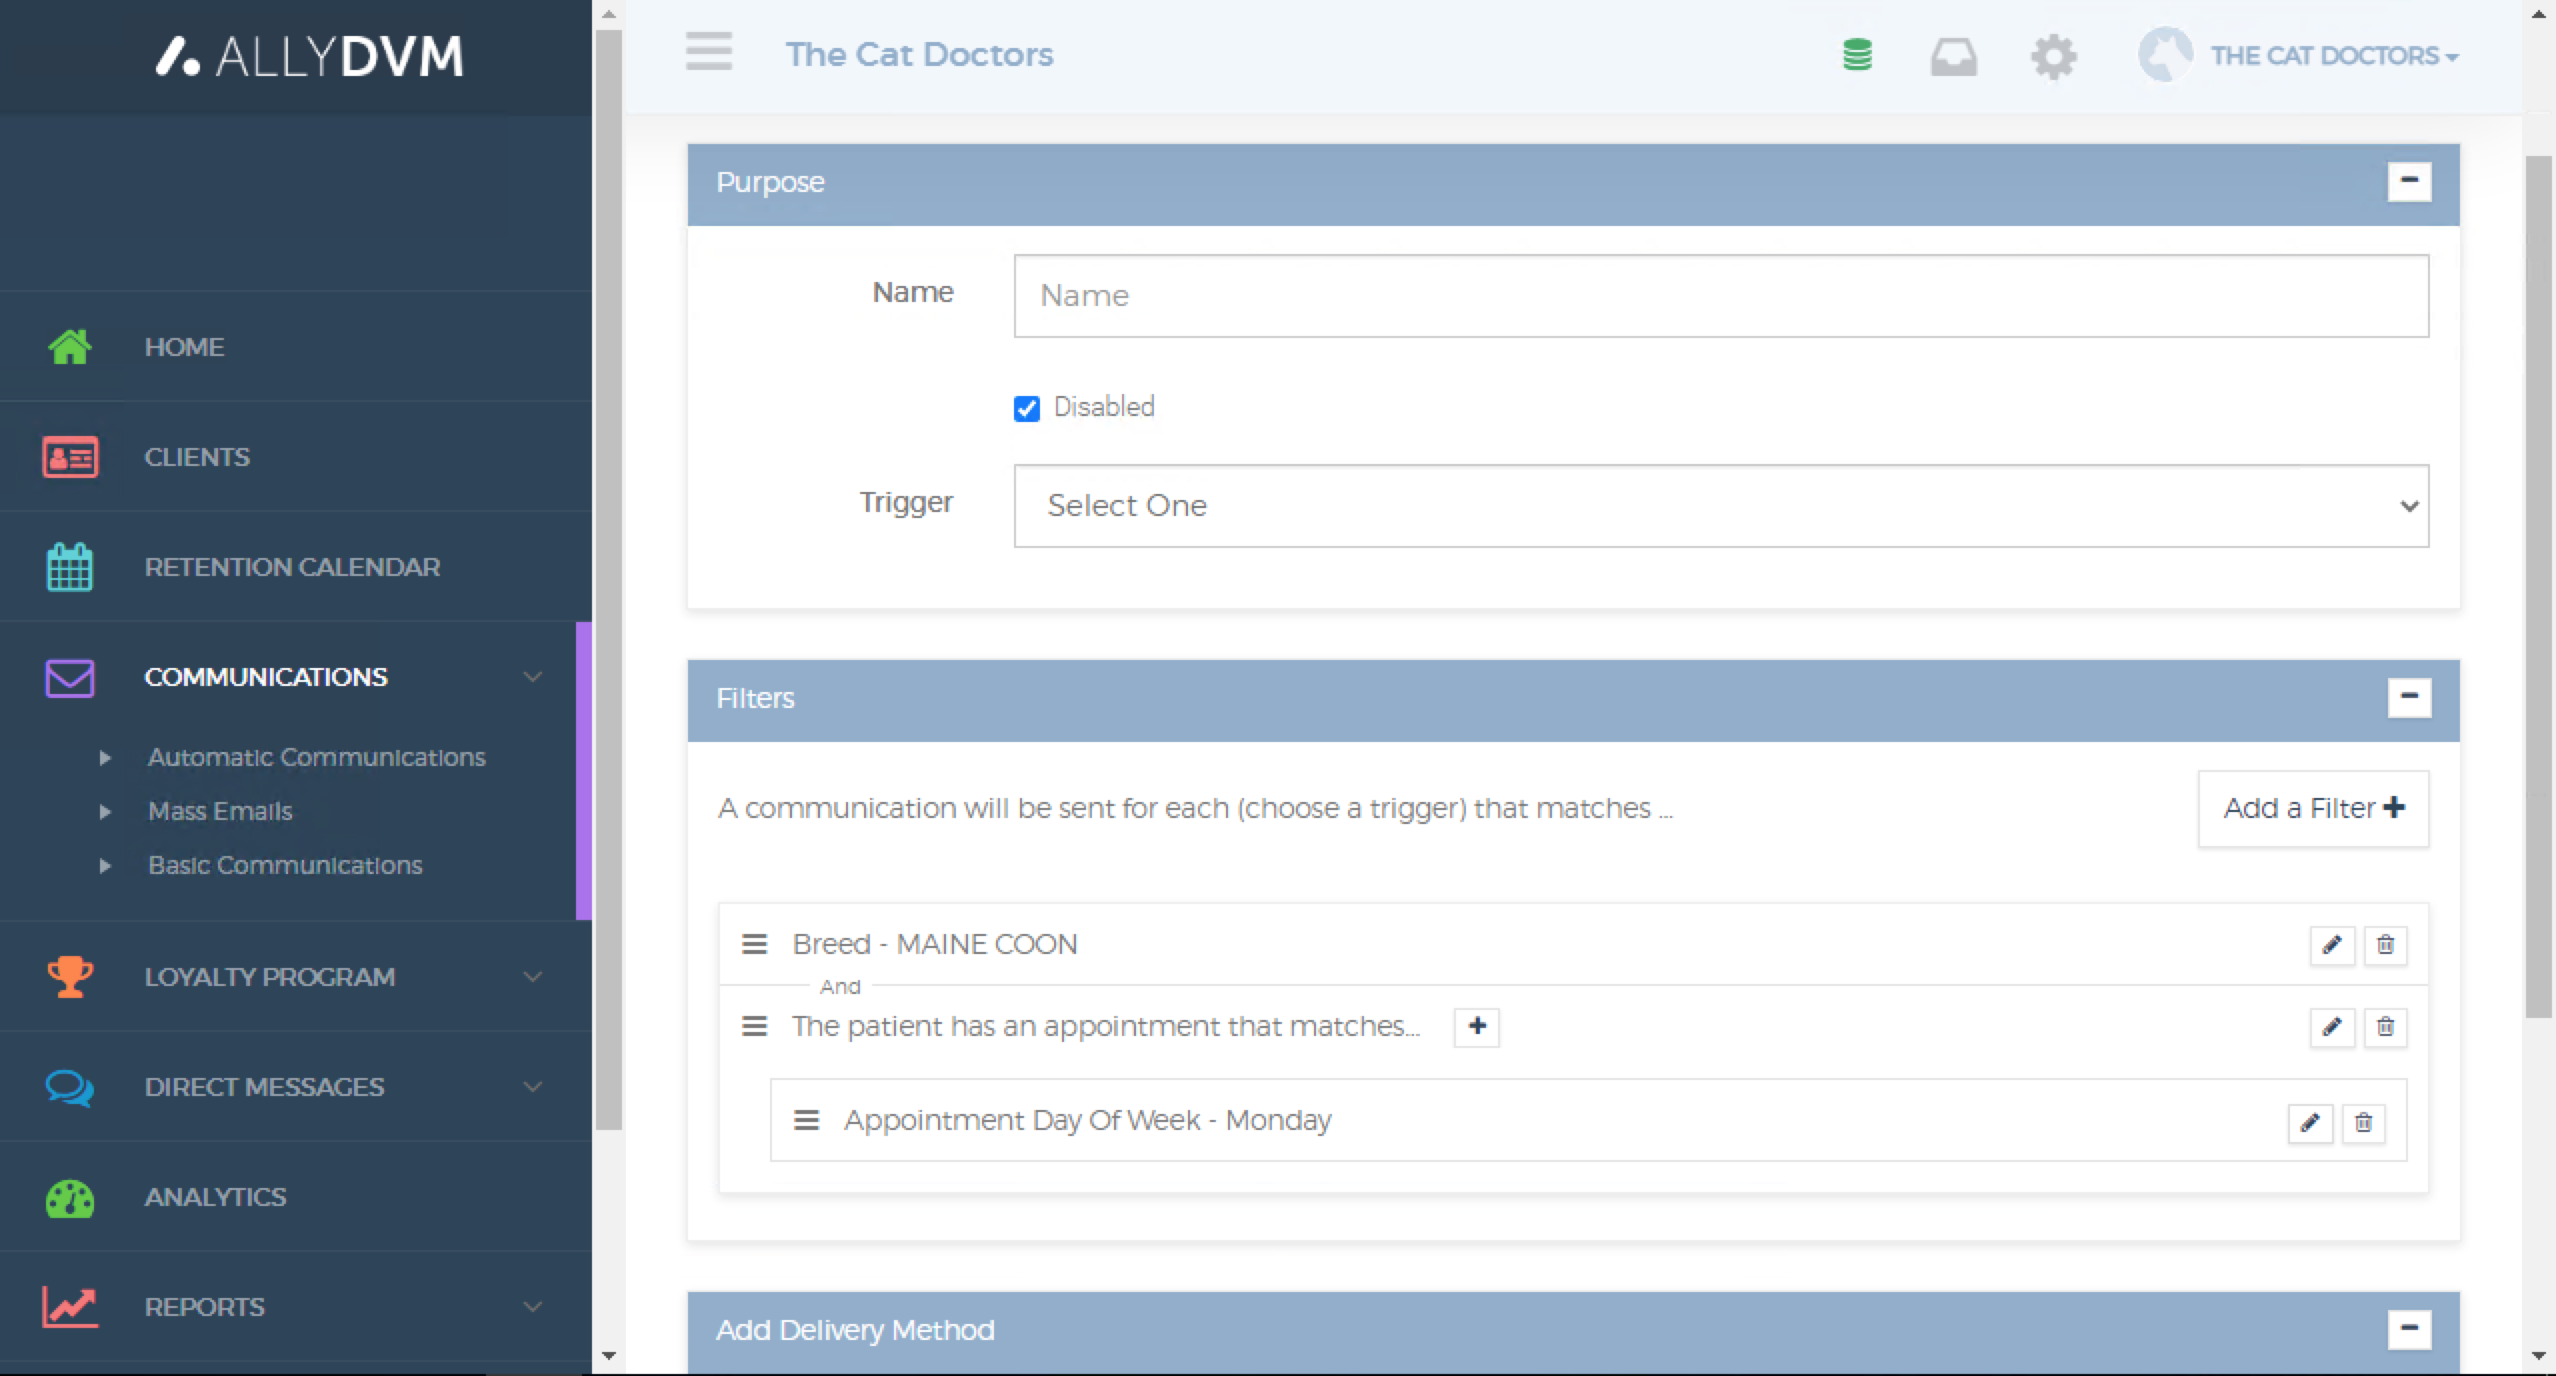 ALLYDVM
The Cat Doctors
THE CAT DOCTORS
HOME
CLIENTS
RETENTION CALENDAR
COMMUNICATIONS
Automatic Communications
Mass Emails
Basic Communications
LOYALTY PROGRAM
DIRECT MESSAGES
ANALYTICS
REPORTS
Purpose
Name
Name
Disabled
Trigger
Select One
Filters
A communication will be sent for each (choose a trigger) that matches ...
Add a Filter
Breed - MAINE COON
And
The patient has an appointment that matches...
Appointment Day Of Week - Monday
Add Delivery Method